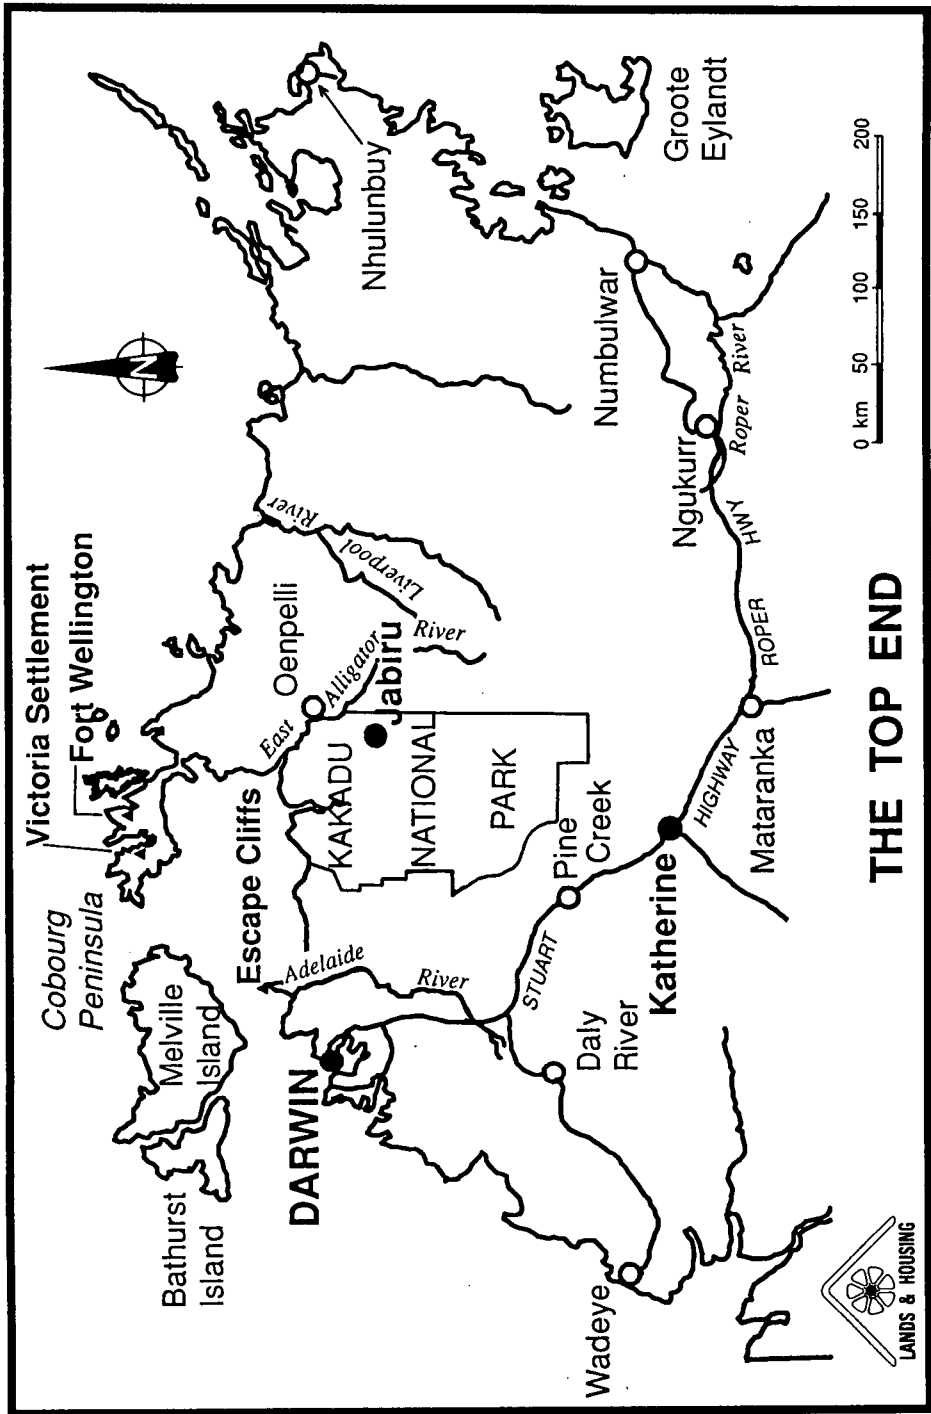 Victoria Settlement
Fort Wellington
Cobourg
Peninsula
Melville
Island
Bathurst
Island
N
Nhulunbuy
Escape Cliffs
DARWIN
Adelaide
River
East
Alligator
River
Oenpelli
Jabiru
Liverpool
River
KAKADU
NATIONAL
PARK
Pine
Creek
STUART
HIGHWAY
Daly
River
Wadeye
Katherine
Mataranka
ROPER
HWY
Ngukurr
Roper
River
Numbulwar
Groote
Eylandt
THE TOP END
0 km 50 100 150 200
LANDS & HOUSING